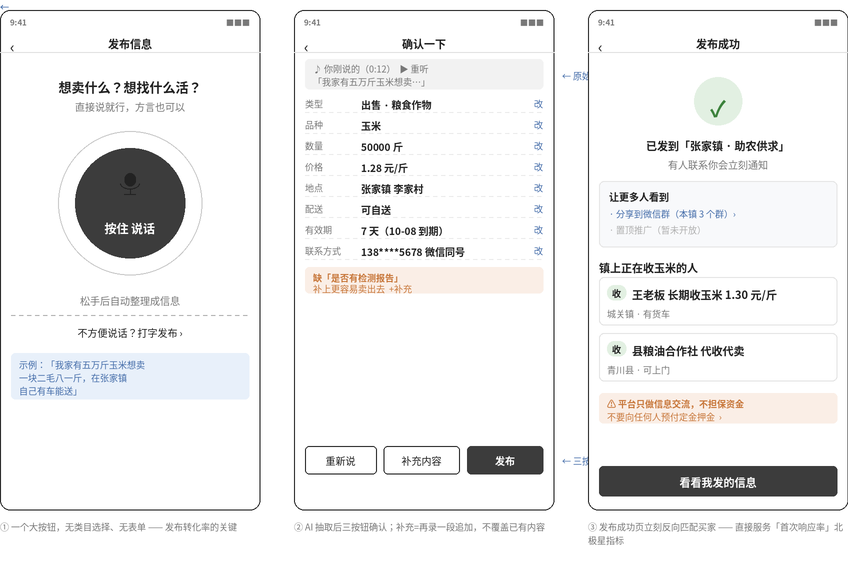 ←
9:41
‹
发布信息
想卖什么？想找什么活？
直接说就行，方言也可以
按住 说话
松手后自动整理成信息
不方便说话？打字发布 ›
示例：「我家有五万斤玉米想卖
一块二毛八一斤，在张家镇
自己有车能送」
① 一个大按钮，无类目选择、无表单 —— 发布转化率的关键
9:41
‹
确认一下
♪ 你刚说的（0:12） ▶ 重听
「我家有五万斤玉米想卖…」
类型 出售 · 粮食作物 改
品种 玉米 改
数量 50000 斤 改
价格 1.28 元/斤 改
地点 张家镇 李家村 改
配送 可自送 改
有效期 7 天（10-08 到期） 改
联系方式 138****5678 微信同号 改
缺「是否有检测报告」
补上更容易卖出去 +补充
重新说
补充内容
发布
② AI 抽取后三按钮确认；补充=再录一段追加，不覆盖已有内容
← 原始
← 三按
9:41
‹
发布成功
✓
已发到「张家镇 · 助农供求」
有人联系你会立刻通知
让更多人看到
· 分享到微信群（本镇 3 个群）›
· 置顶推广（暂未开放）
镇上正在收玉米的人
收 王老板 长期收玉米 1.30 元/斤
城关镇 · 有货车
收 县粮油合作社 代收代卖
青川县 · 可上门
⚠ 平台只做信息交流，不担保资金
不要向任何人预付定金押金 ›
看看我发的信息
③ 发布成功页立刻反向匹配买家 —— 直接服务「首次响应率」北
极星指标